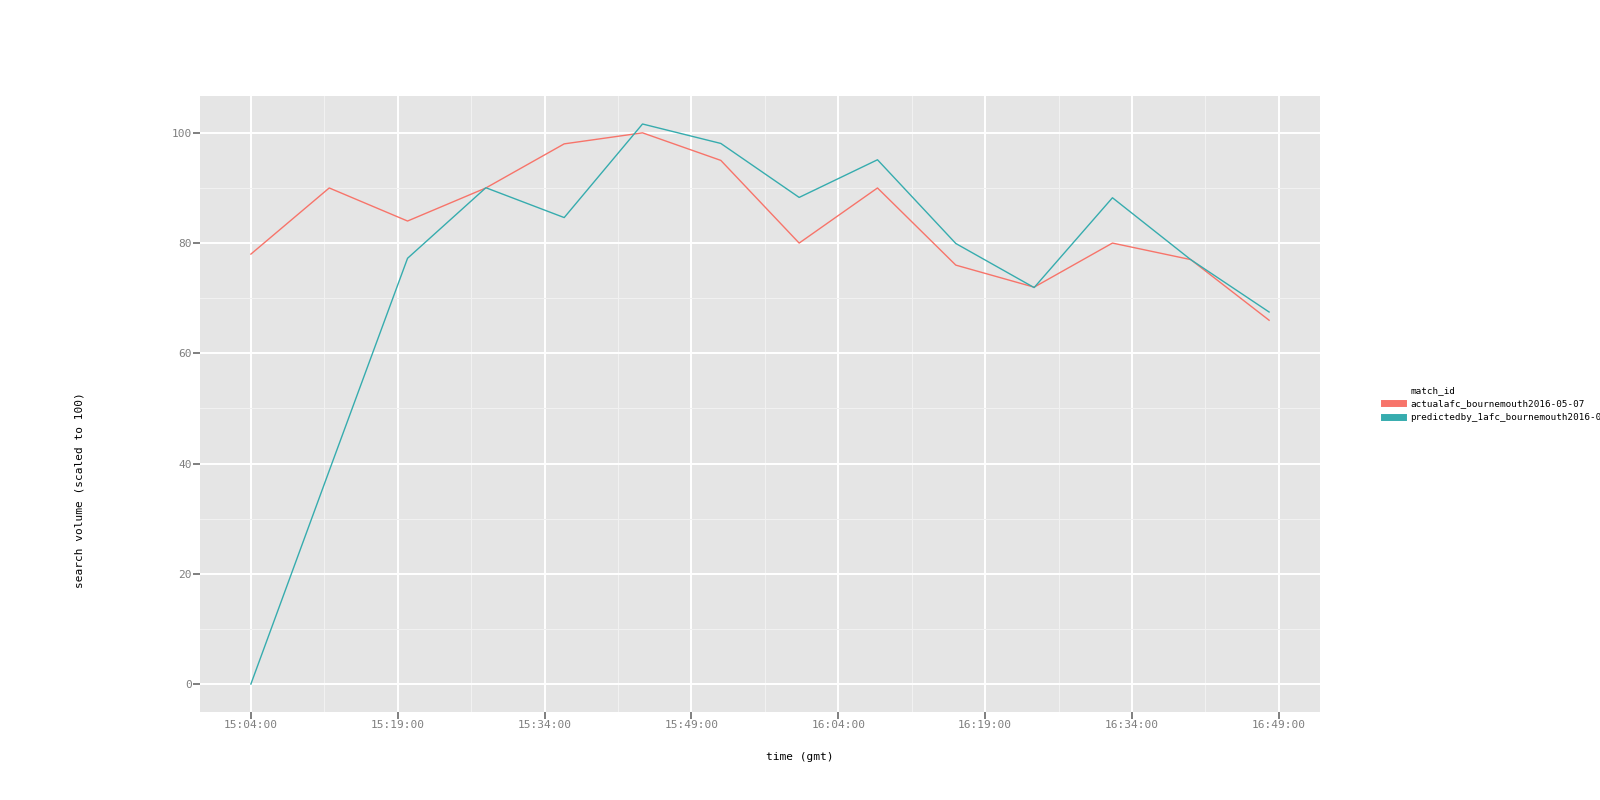 100
80
60
40
20
0
search volume (scaled to 100)
15:04:00 15:19:00 15:34:00 15:49:00 16:04:00 16:19:00 16:34:00 16:49:00
time (gmt)
match_id
actualafc_bournemouth2016-05-07
predictedby_1afc_bournemouth2016-0